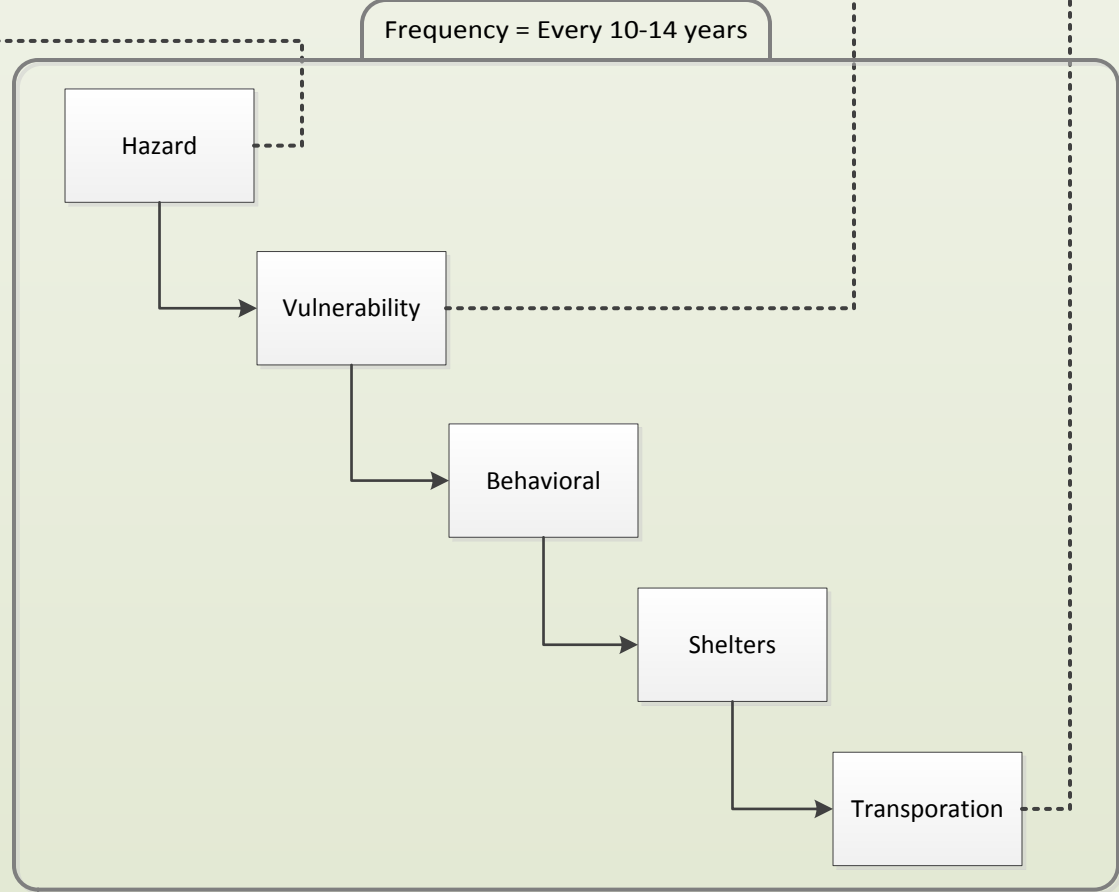 Frequency = Every 10-14 years
Hazard
Vulnerability
Behavioral
Shelters
Transporation